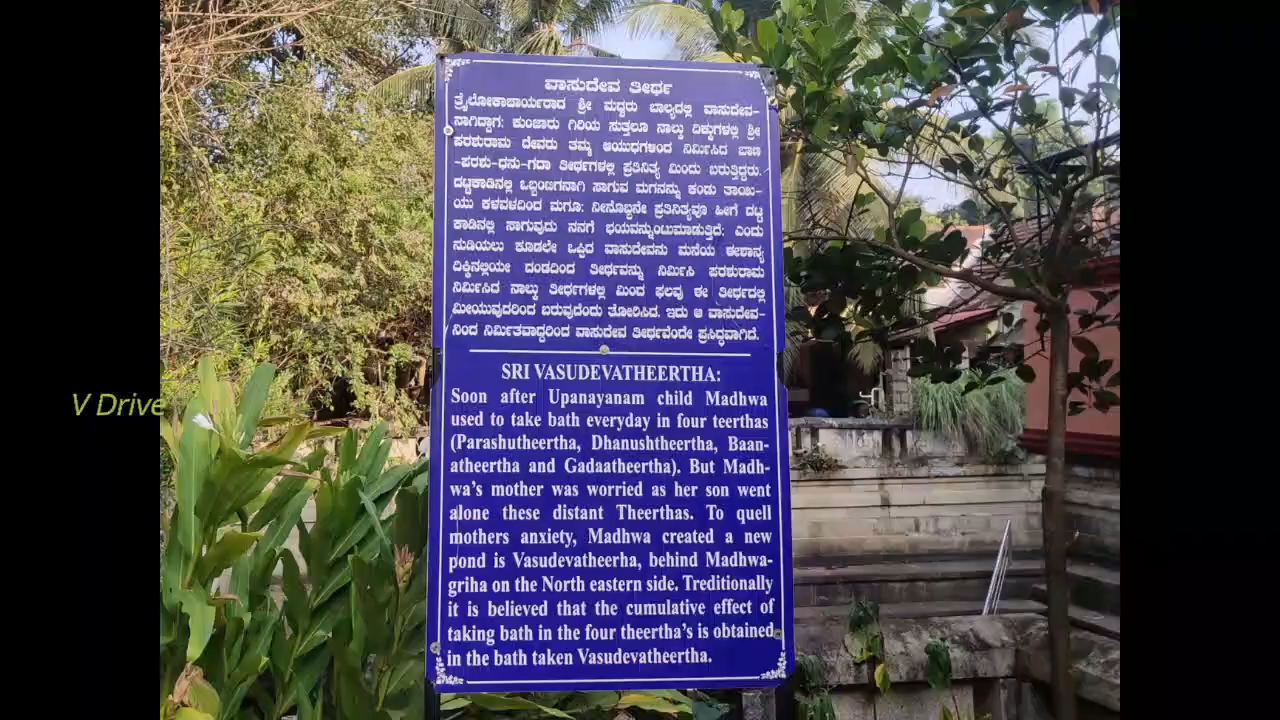 ವಾಸುದೇವ ತೀರ್ಥ
ತ್ರೈಲೋಕಾಚಾರ್ಯರಾದ ಶ್ರೀ ಮಧ್ವರು ಬಾಲ್ಯದಲ್ಲಿ ವಾಸುದೇವ-
ನಾಗಿದ್ದಾಗ: ಕುಂಜಾರು ಗಿರಿಯ ಸುತ್ತಲೂ ನಾಲ್ಕು ದಿಕ್ಕುಗಳಲ್ಲಿ ಶ್ರೀ
ಪರಶುರಾಮ ದೇವರು ತಮ್ಮ ಆಯುಧಗಳಿಂದ ನಿರ್ಮಿಸಿದ ಬಾಣ
-ಪರಶು-ಧನು-ಗದಾ ತೀರ್ಥಗಳಲ್ಲಿ ಪ್ರತಿನಿತ್ಯ ಮಿಂದು ಬರುತ್ತಿದ್ದರು.
ದಟ್ಟಕಾಡಿನಲ್ಲಿ ಒಬ್ಬಂಟಿಗನಾಗಿ ಸಾಗುವ ಮಗನನ್ನು ಕಂಡು ತಾಯಿ-
ಯು ಕಳವಳದಿಂದ ಮಗೂ: ನೀನೊಬ್ಬನೇ ಪ್ರತಿನಿತ್ಯವೂ ಹೀಗೆ ದಟ್ಟ
ಕಾಡಿನಲ್ಲಿ ಸಾಗುವುದು ನನಗೆ ಭಯವನ್ನುಂಟುಮಾಡುತ್ತಿದೆ: ಎಂದು
ನುಡಿಯಲು ಕೂಡಲೇ ಒಪ್ಪಿದ ವಾಸುದೇವನು ಮನೆಯ ಈಶಾನ್ಯ
ದಿಕ್ಕಿನಲ್ಲಿಯೇ ದಂಡದಿಂದ ತೀರ್ಥವನ್ನು ನಿರ್ಮಿಸಿ ಪರಶುರಾಮ
ನಿರ್ಮಿಸಿದ ನಾಲ್ಕು ತೀರ್ಥಗಳಲ್ಲಿ ಮಿಂದ ಫಲವು ಈ ತೀರ್ಥದಲ್ಲಿ
ಮೀಯುವುದರಿಂದ ಬರುವುದೆಂದು ತೋರಿಸಿದ. ಇದು ಆ ವಾಸುದೇವ-
ನಿಂದ ನಿರ್ಮಿತವಾದ್ದರಿಂದ ವಾಸುದೇವ ತೀರ್ಥವೆಂದೇ ಪ್ರಸಿದ್ಧವಾಗಿದೆ.
SRI VASUDEVATHEERTHA:
Soon after Upanayanam child Madhwa
used to take bath everyday in four teerthas
(Parashutheertha, Dhanushtheertha, Baan-
atheertha and Gadaatheertha). But Madh-
wa's mother was worried as her son went
alone these distant Theerthas. To quell
mothers anxiety, Madhwa created a new
pond is Vasudevatheerha, behind Madhwa-
griha on the North eastern side. Treditionally
it is believed that the cumulative effect of
taking bath in the four theertha's is obtained
in the bath taken Vasudevatheertha.
V Drive